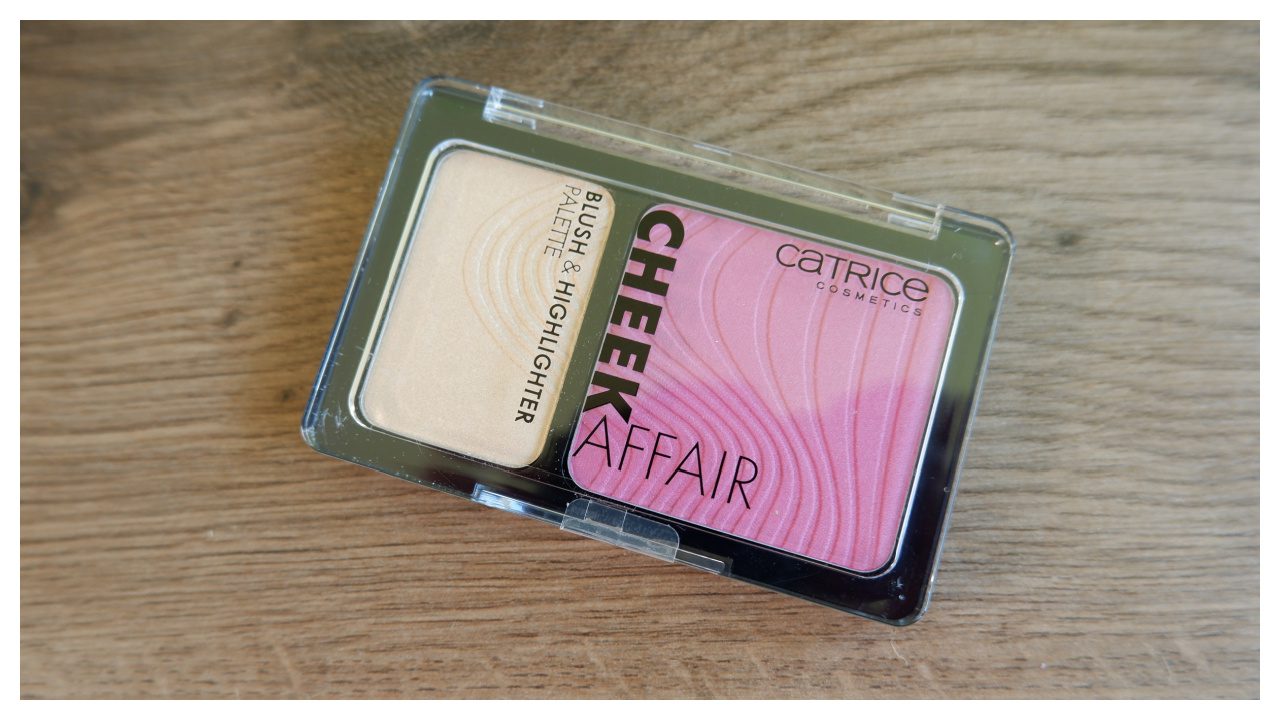 BLUSH & HIGHLIGHTER
PALETTE
CATRICE
COSMETICS
CHEEK
AFFAIR